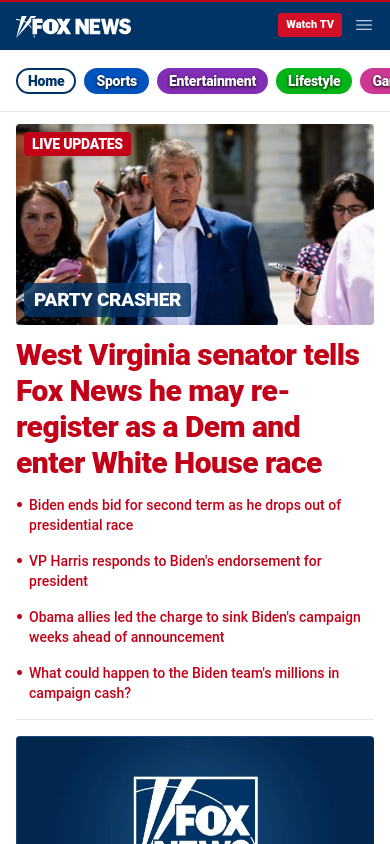 FOX NEWS
Watch TV
Home
Sports
Entertainment
Lifestyle
LIVE UPDATES
PARTY CRASHER
West Virginia senator tells
Fox News he may re-
register as a Dem and
enter White House race
• Biden ends bid for second term as he drops out of
presidential race
• VP Harris responds to Biden's endorsement for
president
• Obama allies led the charge to sink Biden's campaign
weeks ahead of announcement
• What could happen to the Biden team's millions in
campaign cash?
FOX
NEWS